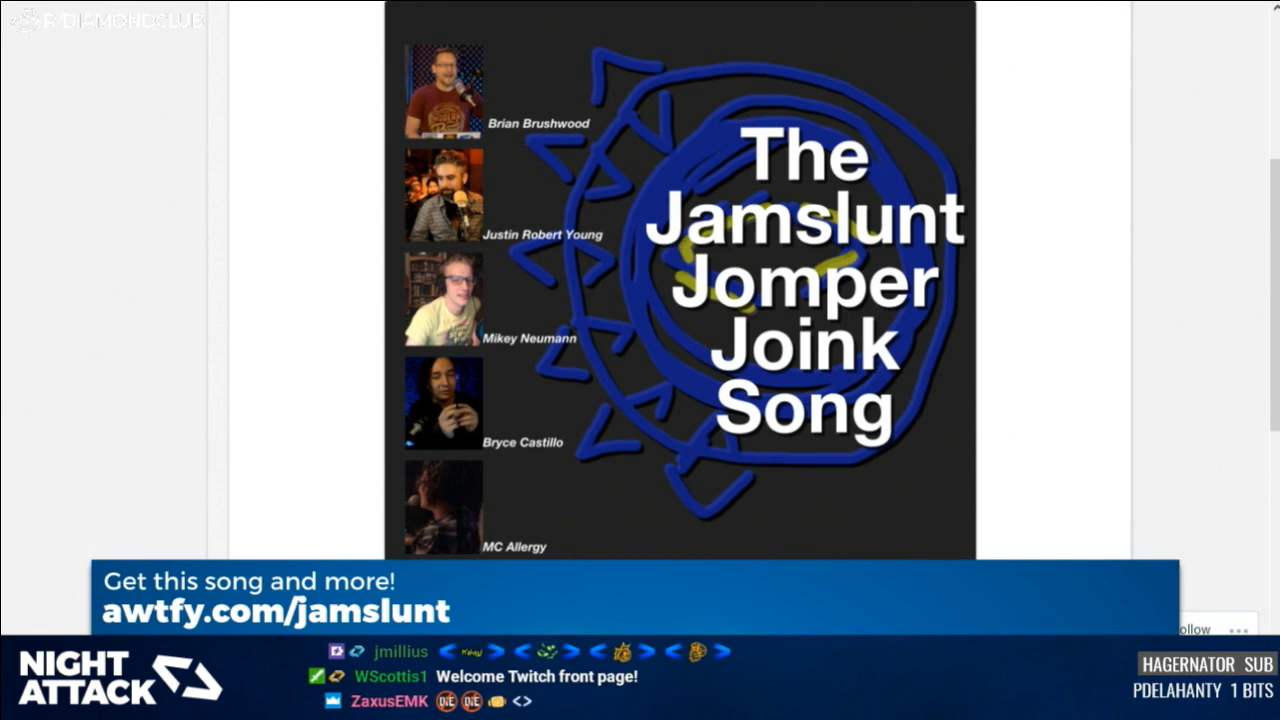 R/DIAMONDCLUB
Brian Brushwood
Justin Robert Young
Mikey Neumann
Bryce Castillo
MC Allergy
The
Jamslunt
Jomper
Joink
Song
Get this song and more!
awtfy.com/jamslunt
ollow
NIGHT
ATTACK
jmillius
WScottis1 Welcome Twitch front page!
ZaxusEMK
HAGERNATOR SUB
PDELAHANTY 1 BITS